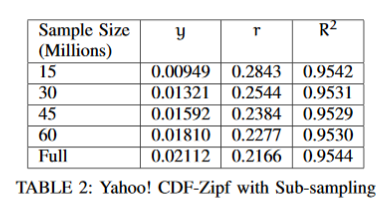 Sample Size (Millions) y r R²
15 0.00949 0.2843 0.9542
30 0.01321 0.2544 0.9531
45 0.01592 0.2384 0.9529
60 0.01810 0.2277 0.9530
Full 0.02112 0.2166 0.9544
TABLE 2: Yahoo! CDF-Zipf with Sub-sampling